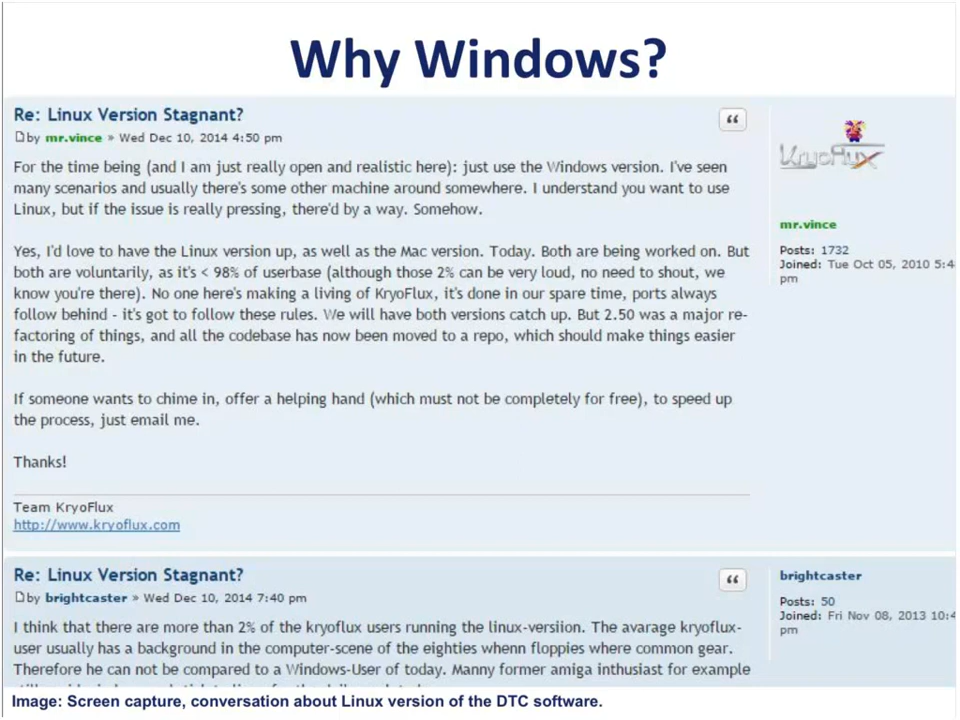 Why Windows?
Re: Linux Version Stagnant?
by mr.vince » Wed Dec 10, 2014 4:50 pm
For the time being (and I am just really open and realistic here): just use the Windows version. I've seen
many scenarios and usually there's some other machine around somewhere. I understand you want to use
Linux, but if the issue is really pressing, there'd by a way. Somehow.
Yes, I'd love to have the Linux version up, as well as the Mac version. Today. Both are being worked on. But
both are voluntarily, as it's < 98% of userbase (although those 2% can be very loud, no need to shout, we
know you're there). No one here's making a living of KryoFlux, it's done in our spare time, ports always
follow behind - it's got to follow these rules. We will have both versions catch up. But 2.50 was a major re-
factoring of things, and all the codebase has now been moved to a repo, which should make things easier
in the future.
If someone wants to chime in, offer a helping hand (which must not be completely for free), to speed up
the process, just email me.
Thanks!
Team KryoFlux
http://www.kryoflux.com
KryoFlux
mr.vince
Posts: 1732
Joined: Tue Oct 05, 2010 5:4
pm
Re: Linux Version Stagnant?
by brightcaster » Wed Dec 10, 2014 7:40 pm
I think that there are more than 2% of the kryoflux users running the linux-versiion. The avarage kryoflux-
user usually has a background in the computer-scene of the eighties whenn floppies where common gear.
Therefore he can not be compared to a Windows-User of today. Manny former amiga inthusiast for example
brightcaster
Posts: 50
Joined: Fri Nov 08, 2013 10:4
pm
Image: Screen capture, conversation about Linux version of the DTC software.